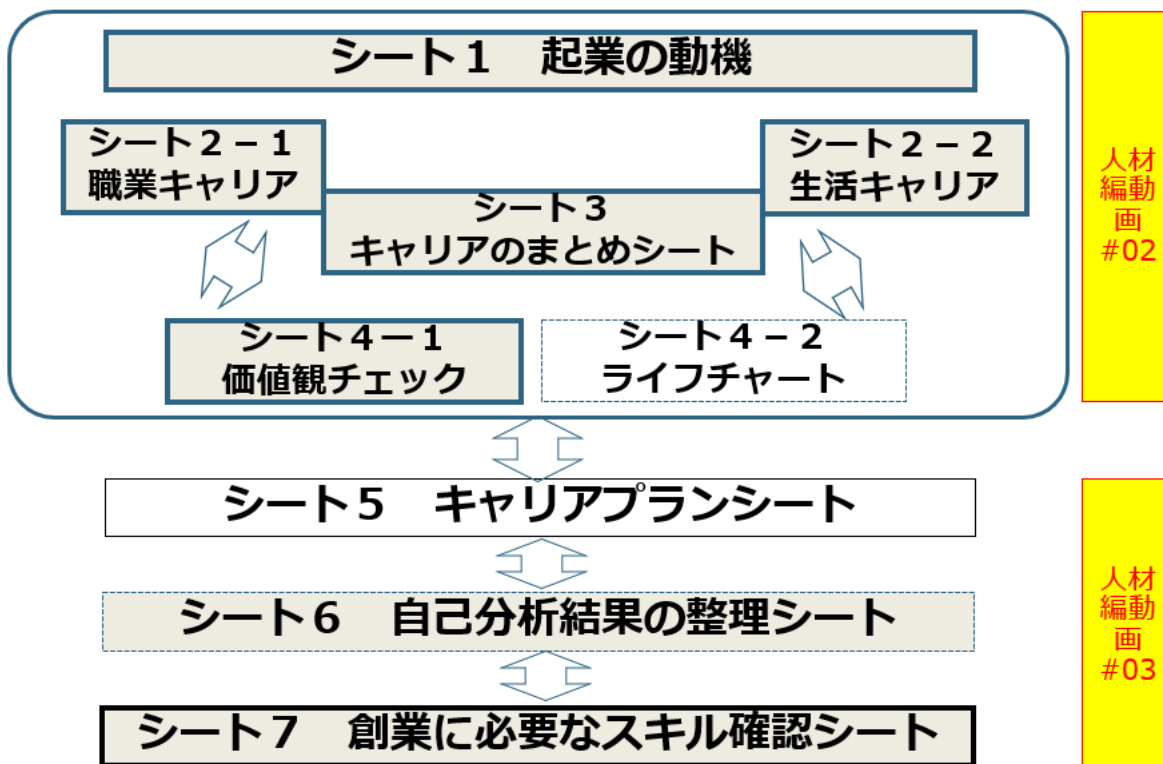 シート１　起業の動機
シート２－１
職業キャリア
シート２－２
生活キャリア
シート３
キャリアのまとめシート
シート４ー１
価値観チェック
シート４－２
ライフチャート
人材
編動
画
#02
シート５　キャリアプランシート
シート６　自己分析結果の整理シート
シート７　創業に必要なスキル確認シート
人材
編動
画
#03